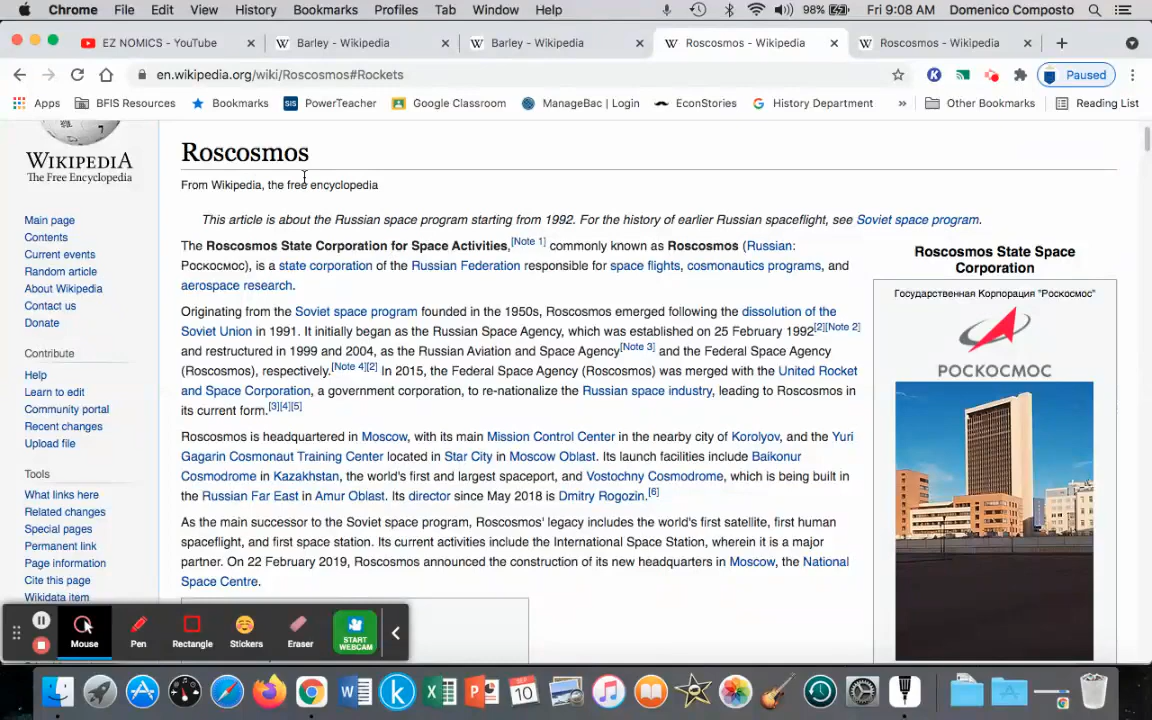 Chrome File Edit View History Bookmarks Profiles Tab Window Help 98% Fri 9:08 AM Domenico Composto
EZ NOMICS - YouTube Barley - Wikipedia Barley - Wikipedia Roscosmos - Wikipedia Roscosmos - Wikipedia
en.wikipedia.org/wiki/Roscosmos#Rockets Paused
Apps BFIS Resources Bookmarks SIS PowerTeacher Google Classroom ManageBac | Login EconStories History Department » Other Bookmarks Reading List
WIKIPEDIA
The Free Encyclopedia
Main page
Contents
Current events
Random article
About Wikipedia
Contact us
Donate
Contribute
Help
Learn to edit
Community portal
Recent changes
Upload file
Tools
What links here
Related changes
Special pages
Permanent link
Page information
Cite this page
Wikidata item
Roscosmos
From Wikipedia, the free encyclopedia
This article is about the Russian space program starting from 1992. For the history of earlier Russian spaceflight, see Soviet space program.
The Roscosmos State Corporation for Space Activities,[Note 1] commonly known as Roscosmos (Russian:
Роскосмос), is a state corporation of the Russian Federation responsible for space flights, cosmonautics programs, and
aerospace research.
Originating from the Soviet space program founded in the 1950s, Roscosmos emerged following the dissolution of the
Soviet Union in 1991. It initially began as the Russian Space Agency, which was established on 25 February 1992[2][Note 2]
and restructured in 1999 and 2004, as the Russian Aviation and Space Agency[Note 3] and the Federal Space Agency
(Roscosmos), respectively.[Note 4][2] In 2015, the Federal Space Agency (Roscosmos) was merged with the United Rocket
and Space Corporation, a government corporation, to re-nationalize the Russian space industry, leading to Roscosmos in
its current form.[3][4][5]
Roscosmos is headquartered in Moscow, with its main Mission Control Center in the nearby city of Korolyov, and the Yuri
Gagarin Cosmonaut Training Center located in Star City in Moscow Oblast. Its launch facilities include Baikonur
Cosmodrome in Kazakhstan, the world's first and largest spaceport, and Vostochny Cosmodrome, which is being built in
the Russian Far East in Amur Oblast. Its director since May 2018 is Dmitry Rogozin.[6]
As the main successor to the Soviet space program, Roscosmos' legacy includes the world's first satellite, first human
spaceflight, and first space station. Its current activities include the International Space Station, wherein it is a major
partner. On 22 February 2019, Roscosmos announced the construction of its new headquarters in Moscow, the National
Space Centre.
Roscosmos State Space
Corporation
Государственная Корпорация "Роскосмос"
РОСКОСМОС
Mouse Pen Rectangle Stickers Eraser START
WEBCAM
SEP
10